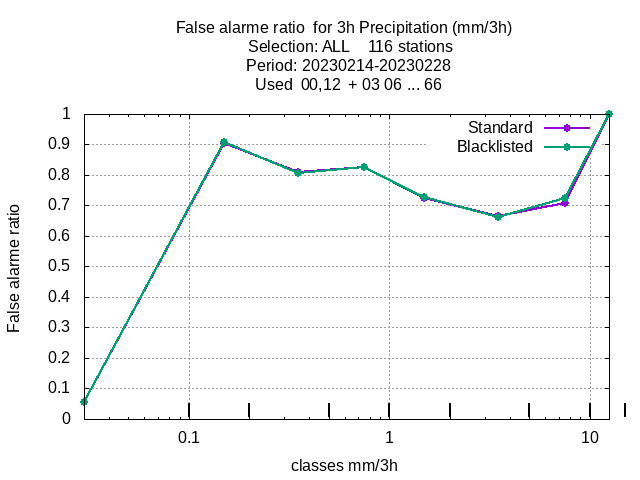 False alarme ratio  for 3h Precipitation (mm/3h)
Selection: ALL    116 stations
Period: 20230214-20230228
Used  00,12  + 03 06 ... 66
Standard
Blacklisted
1
0.9
0.8
0.7
0.6
0.5
0.4
0.3
0.2
0.1
0
False alarme ratio
0.1 1 10
classes mm/3h